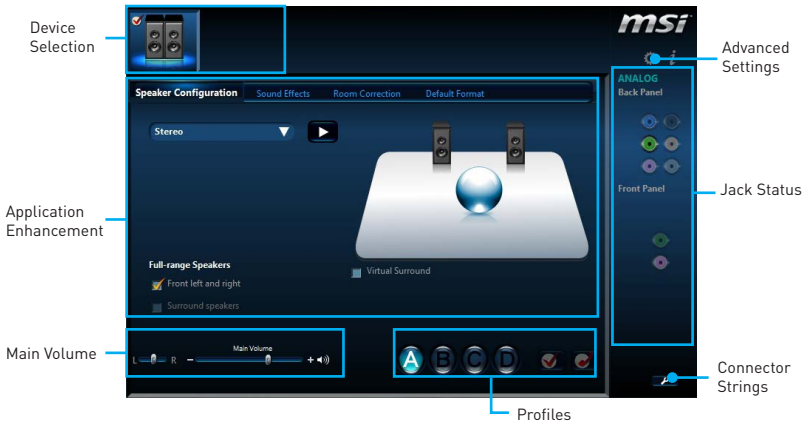 Device
Selection
msi
Advanced
Settings
Speaker Configuration
Sound Effects
Room Correction
Default Format
ANALOG
Back Panel
Stereo
Jack Status
Front Panel
Application
Enhancement
Full-range Speakers
Front left and right
Surround speakers
Virtual Surround
Main Volume
Main Volume
L
R
A
B
C
D
Connector
Strings
Profiles